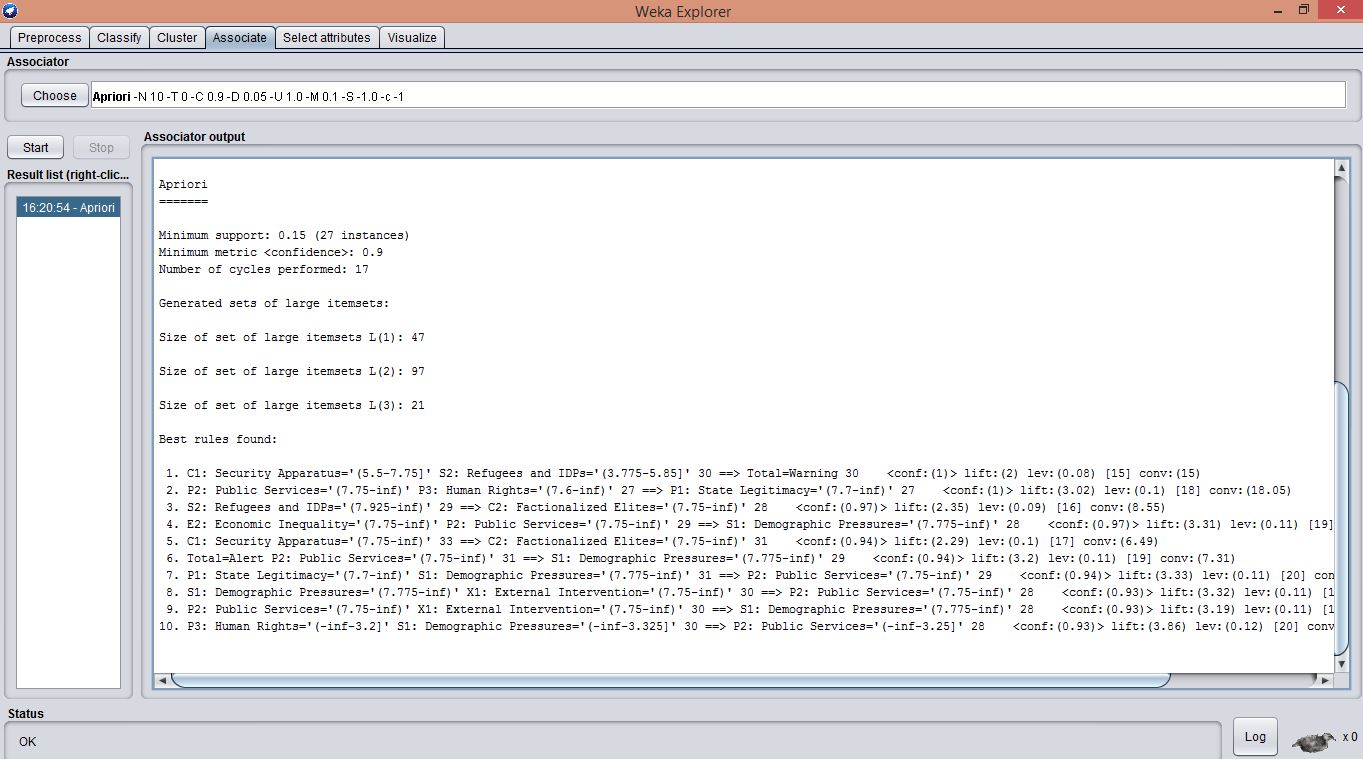 Weka Explorer
Preprocess Classify Cluster Associate Select attributes Visualize
Associator
Choose Apriori -N 10 -T 0 -C 0.9 -D 0.05 -U 1.0 -M 0.1 -S -1.0 -c -1
Start Stop
Associator output
Result list (right-clic...
16:20:54 - Apriori
Apriori
=======
Minimum support: 0.15 (27 instances)
Minimum metric <confidence>: 0.9
Number of cycles performed: 17
Generated sets of large itemsets:
Size of set of large itemsets L(1): 47
Size of set of large itemsets L(2): 97
Size of set of large itemsets L(3): 21
Best rules found:
1. C1: Security Apparatus='(5.5-7.75]' S2: Refugees and IDPs='(3.775-5.85]' 30 ==> Total=Warning 30 <conf:(1)> lift:(2) lev:(0.08) [15] conv:(15)
2. P2: Public Services='(7.75-inf)' P3: Human Rights='(7.6-inf)' 27 ==> P1: State Legitimacy='(7.7-inf)' 27 <conf:(1)> lift:(3.02) lev:(0.1) [18] conv:(18.05)
3. S2: Refugees and IDPs='(7.925-inf)' 29 ==> C2: Factionalized Elites='(7.75-inf)' 28 <conf:(0.97)> lift:(2.35) lev:(0.09) [16] conv:(8.55)
4. E2: Economic Inequality='(7.75-inf)' P2: Public Services='(7.75-inf)' 29 ==> S1: Demographic Pressures='(7.775-inf)' 28 <conf:(0.97)> lift:(3.31) lev:(0.11) [19]
5. C1: Security Apparatus='(7.75-inf)' 33 ==> C2: Factionalized Elites='(7.75-inf)' 31 <conf:(0.94)> lift:(2.29) lev:(0.1) [17] conv:(6.49)
6. Total=Alert P2: Public Services='(7.75-inf)' 31 ==> S1: Demographic Pressures='(7.775-inf)' 29 <conf:(0.94)> lift:(3.2) lev:(0.11) [19] conv:(7.31)
7. P1: State Legitimacy='(7.7-inf)' S1: Demographic Pressures='(7.775-inf)' 31 ==> P2: Public Services='(7.75-inf)' 29 <conf:(0.94)> lift:(3.33) lev:(0.11) [20] con
8. S1: Demographic Pressures='(7.775-inf)' X1: External Intervention='(7.75-inf)' 30 ==> P2: Public Services='(7.75-inf)' 28 <conf:(0.93)> lift:(3.32) lev:(0.11) [1
9. P2: Public Services='(7.75-inf)' X1: External Intervention='(7.75-inf)' 30 ==> S1: Demographic Pressures='(7.775-inf)' 28 <conf:(0.93)> lift:(3.19) lev:(0.11) [1
10. P3: Human Rights='(-inf-3.2]' S1: Demographic Pressures='(-inf-3.325]' 30 ==> P2: Public Services='(-inf-3.25]' 28 <conf:(0.93)> lift:(3.86) lev:(0.12) [20] conv
Status
OK
Log
x 0